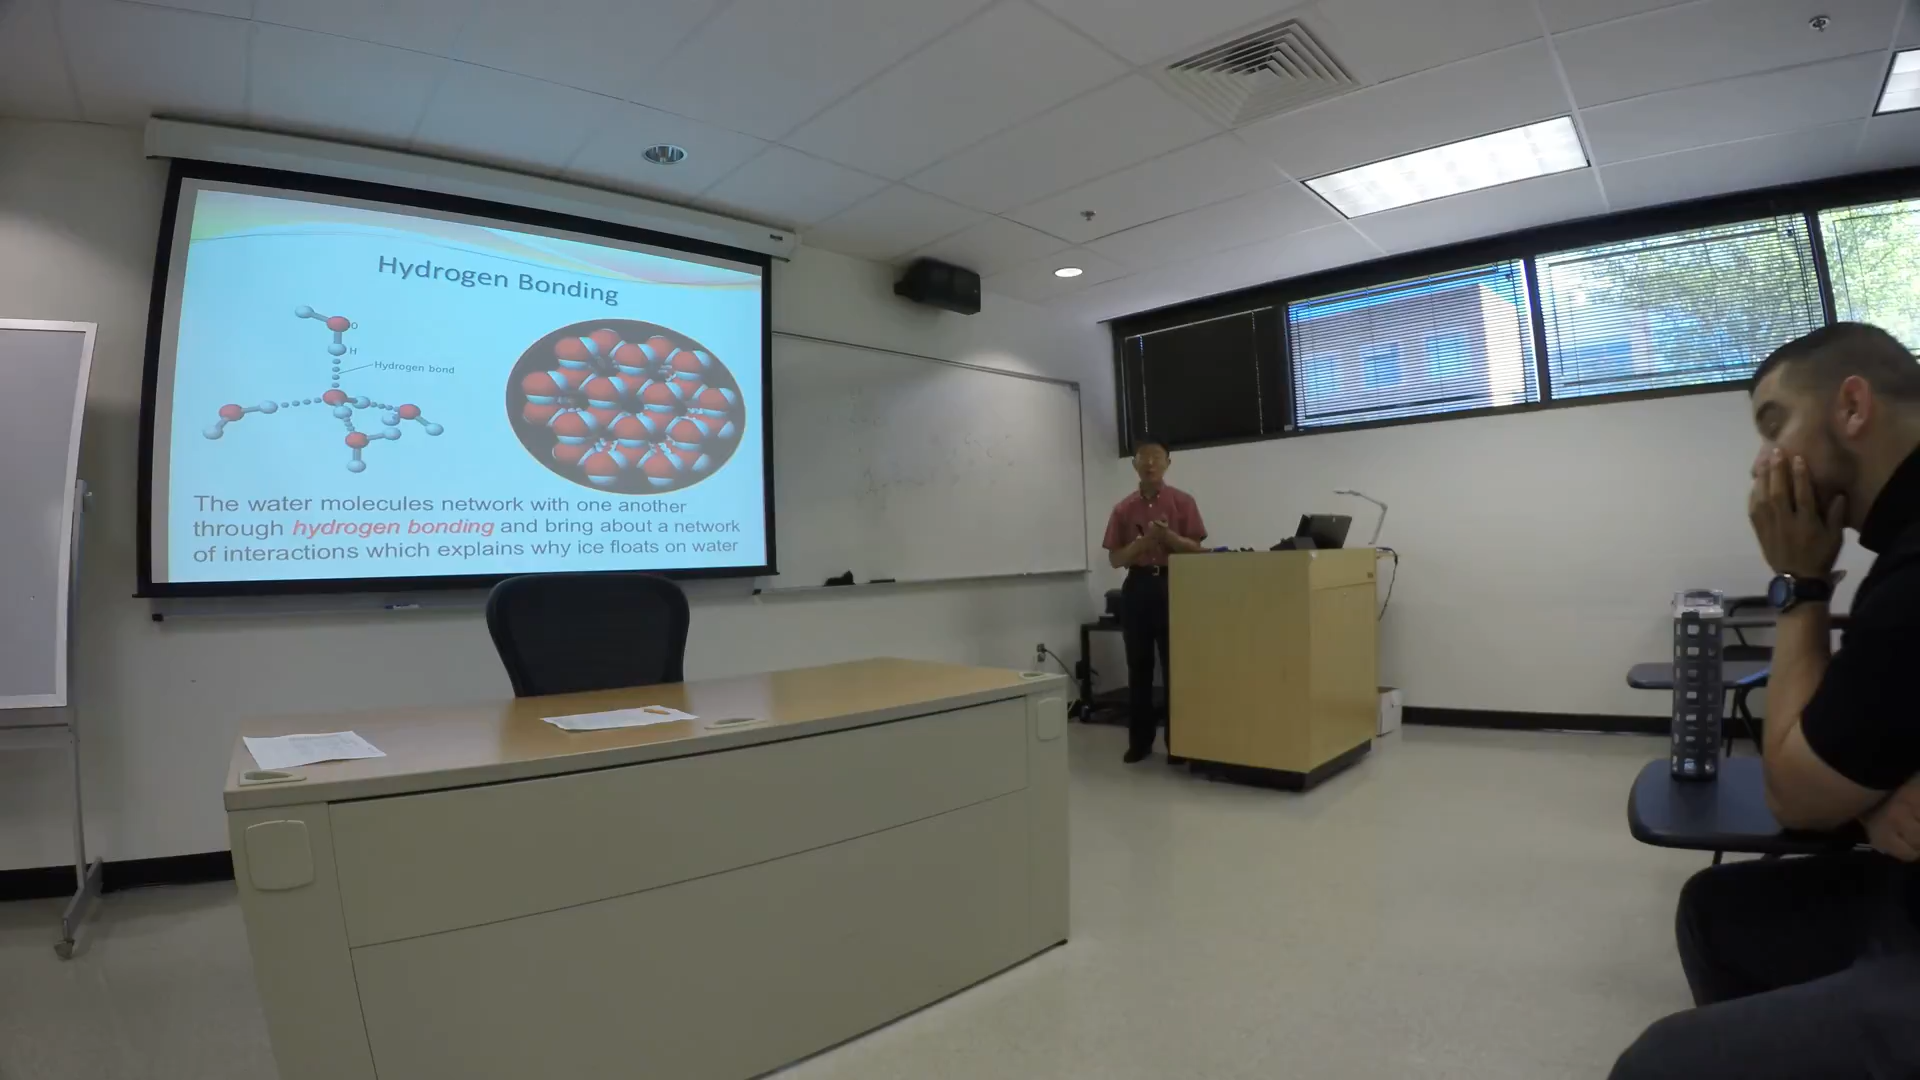 Hydrogen Bonding
O
H
Hydrogen bond
The water molecules network with one another
through hydrogen bonding and bring about a network
of interactions which explains why ice floats on water